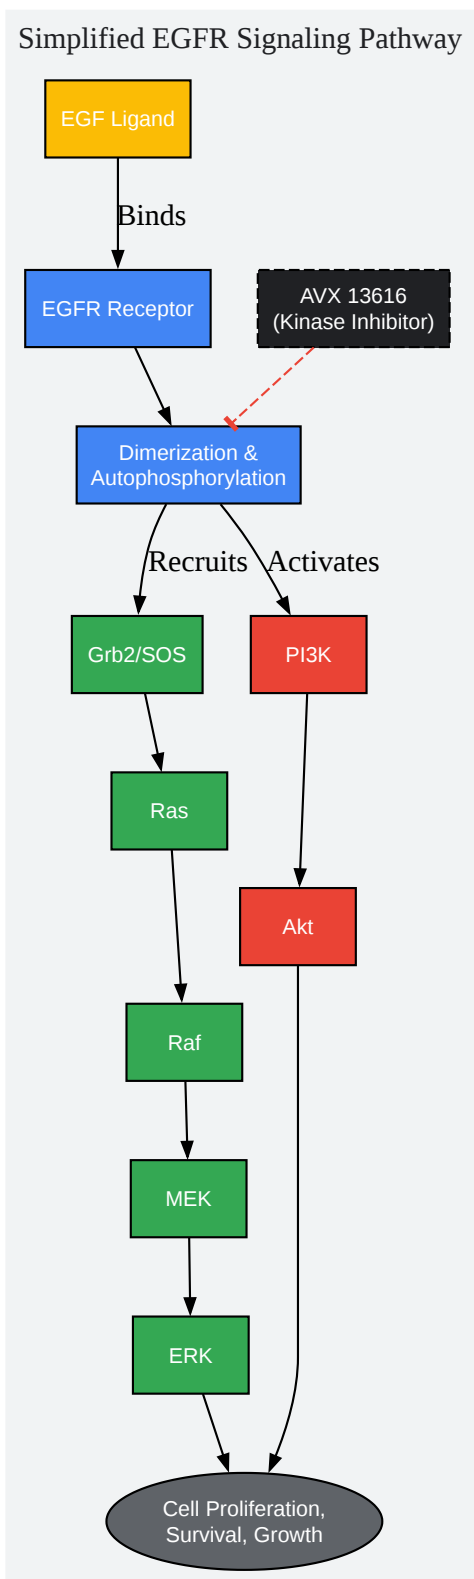 Simplified EGFR Signaling Pathway
EGF Ligand
Binds
EGFR Receptor
AVX 13616
(Kinase Inhibitor)
Dimerization &
Autophosphorylation
Recruits
Activates
Grb2/SOS
PI3K
Ras
Akt
Raf
MEK
ERK
Cell Proliferation,
Survival, Growth